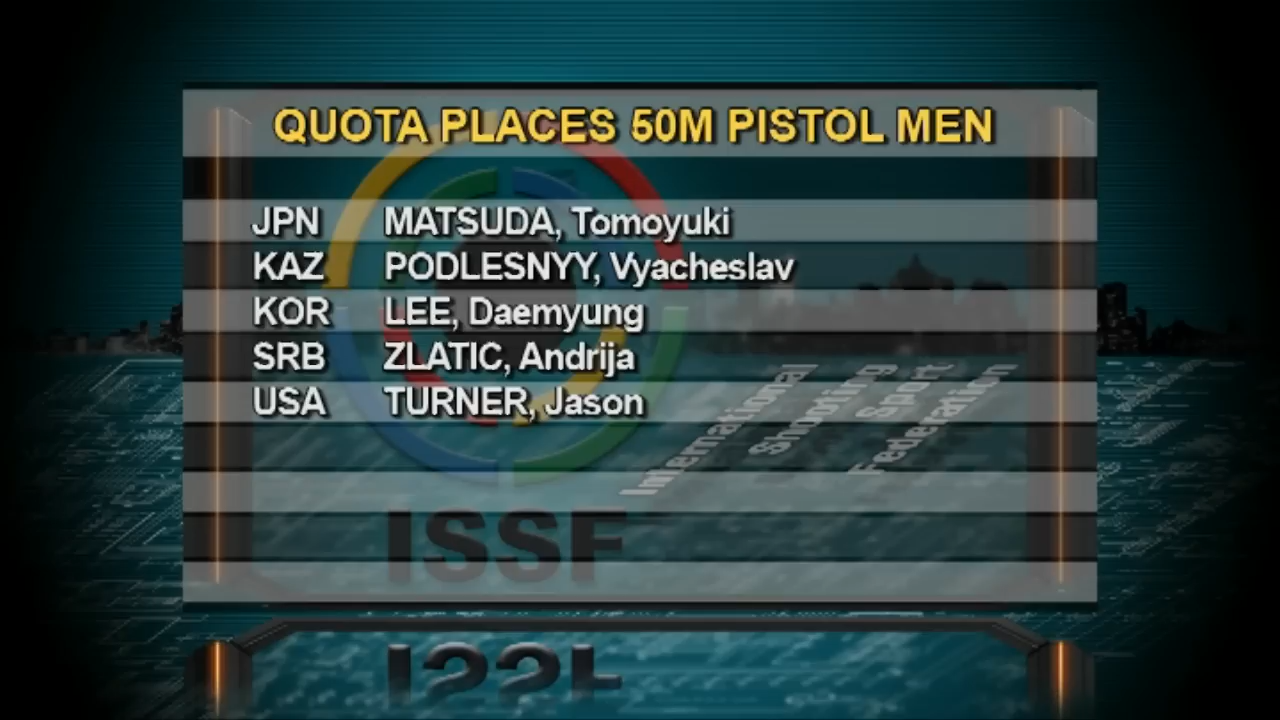 QUOTA PLACES 50M PISTOL MEN
JPN MATSUDA, Tomoyuki
KAZ PODLESNYY, Vyacheslav
KOR LEE, Daemyung
SRB ZLATIC, Andrija
USA TURNER, Jason
International
Shooting
Sport
Federation
ISSF